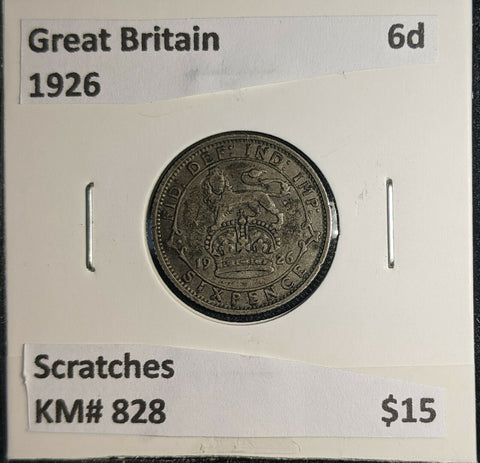 Great Britain 6d
1926
FID DEF: IND: IMP:
19 26
SIXPENCE
Scratches
KM# 828 $15